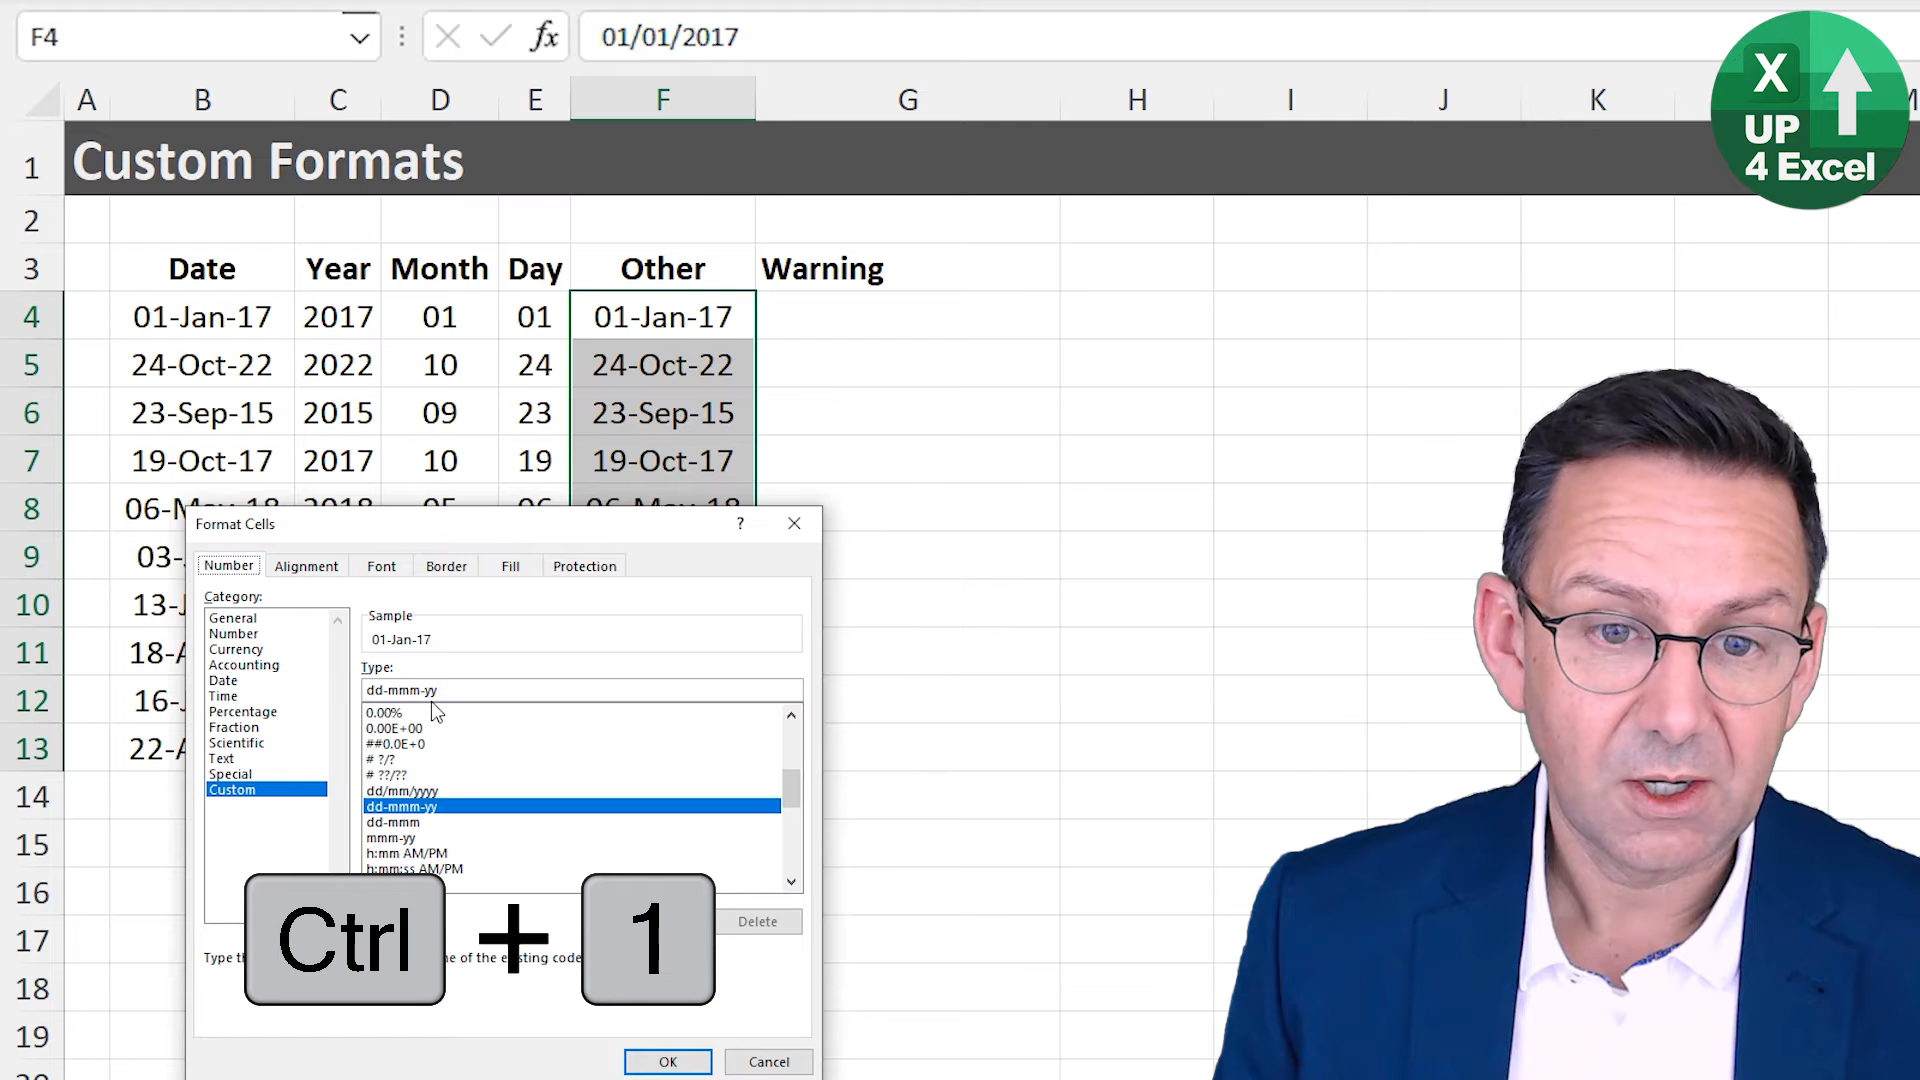 F4
fx
01/01/2017
X
UP
4 Excel
A B C D E F G H I J K M
1 Custom Formats
2
3 Date Year Month Day Other Warning
4 01-Jan-17 2017 01 01 01-Jan-17
5 24-Oct-22 2022 10 24 24-Oct-22
6 23-Sep-15 2015 09 23 23-Sep-15
7 19-Oct-17 2017 10 19 19-Oct-17
8 06-May-18 2018 05 06 06-May-18
9 03-
10 13-
11 18-A
12 16-
13 22-A
14
15
16
17
18
19
20
Format Cells ?
Number Alignment Font Border Fill Protection
Category:
General
Number
Currency
Accounting
Date
Time
Percentage
Fraction
Scientific
Text
Special
Custom
Sample
01-Jan-17
Type:
dd-mmm-yy
0.00%
0.00E+00
##0.0E+0
# ?/?
# ??/??
dd/mm/yyyy
dd-mmm-yy
dd-mmm
mmm-yy
h:mm AM/PM
h:mm:ss AM/PM
Delete
Ctrl + 1
Type of the existing code
OK Cancel